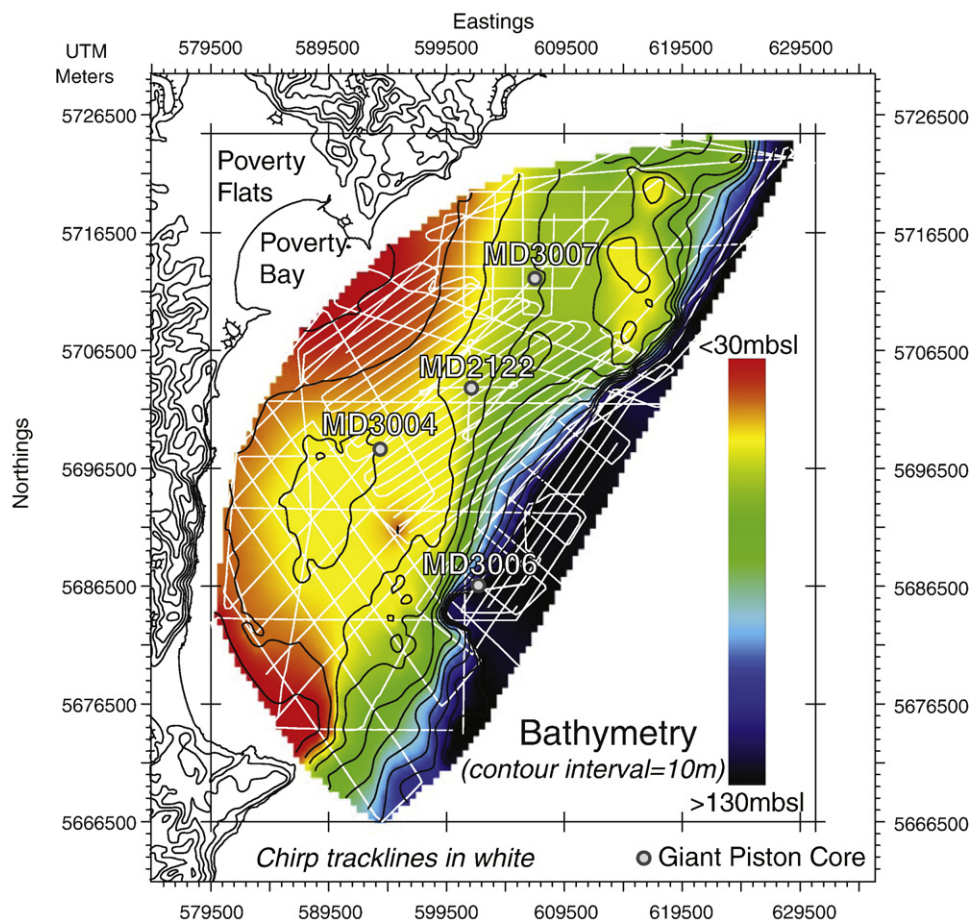 Eastings
UTM
Meters
579500 589500 599500 609500 619500 629500
5726500 5726500
Poverty
Flats
5716500 5716500
Poverty
Bay
MD3007
5706500 5706500
<30mbsl
MD2122
MD3004
5696500 5696500
Northings
MD3006
5686500 5686500
5676500 5676500
Bathymetry
(contour interval=10m)
>130mbsl
5666500 5666500
Chirp tracklines in white
Giant Piston Core
579500 589500 599500 609500 619500 629500